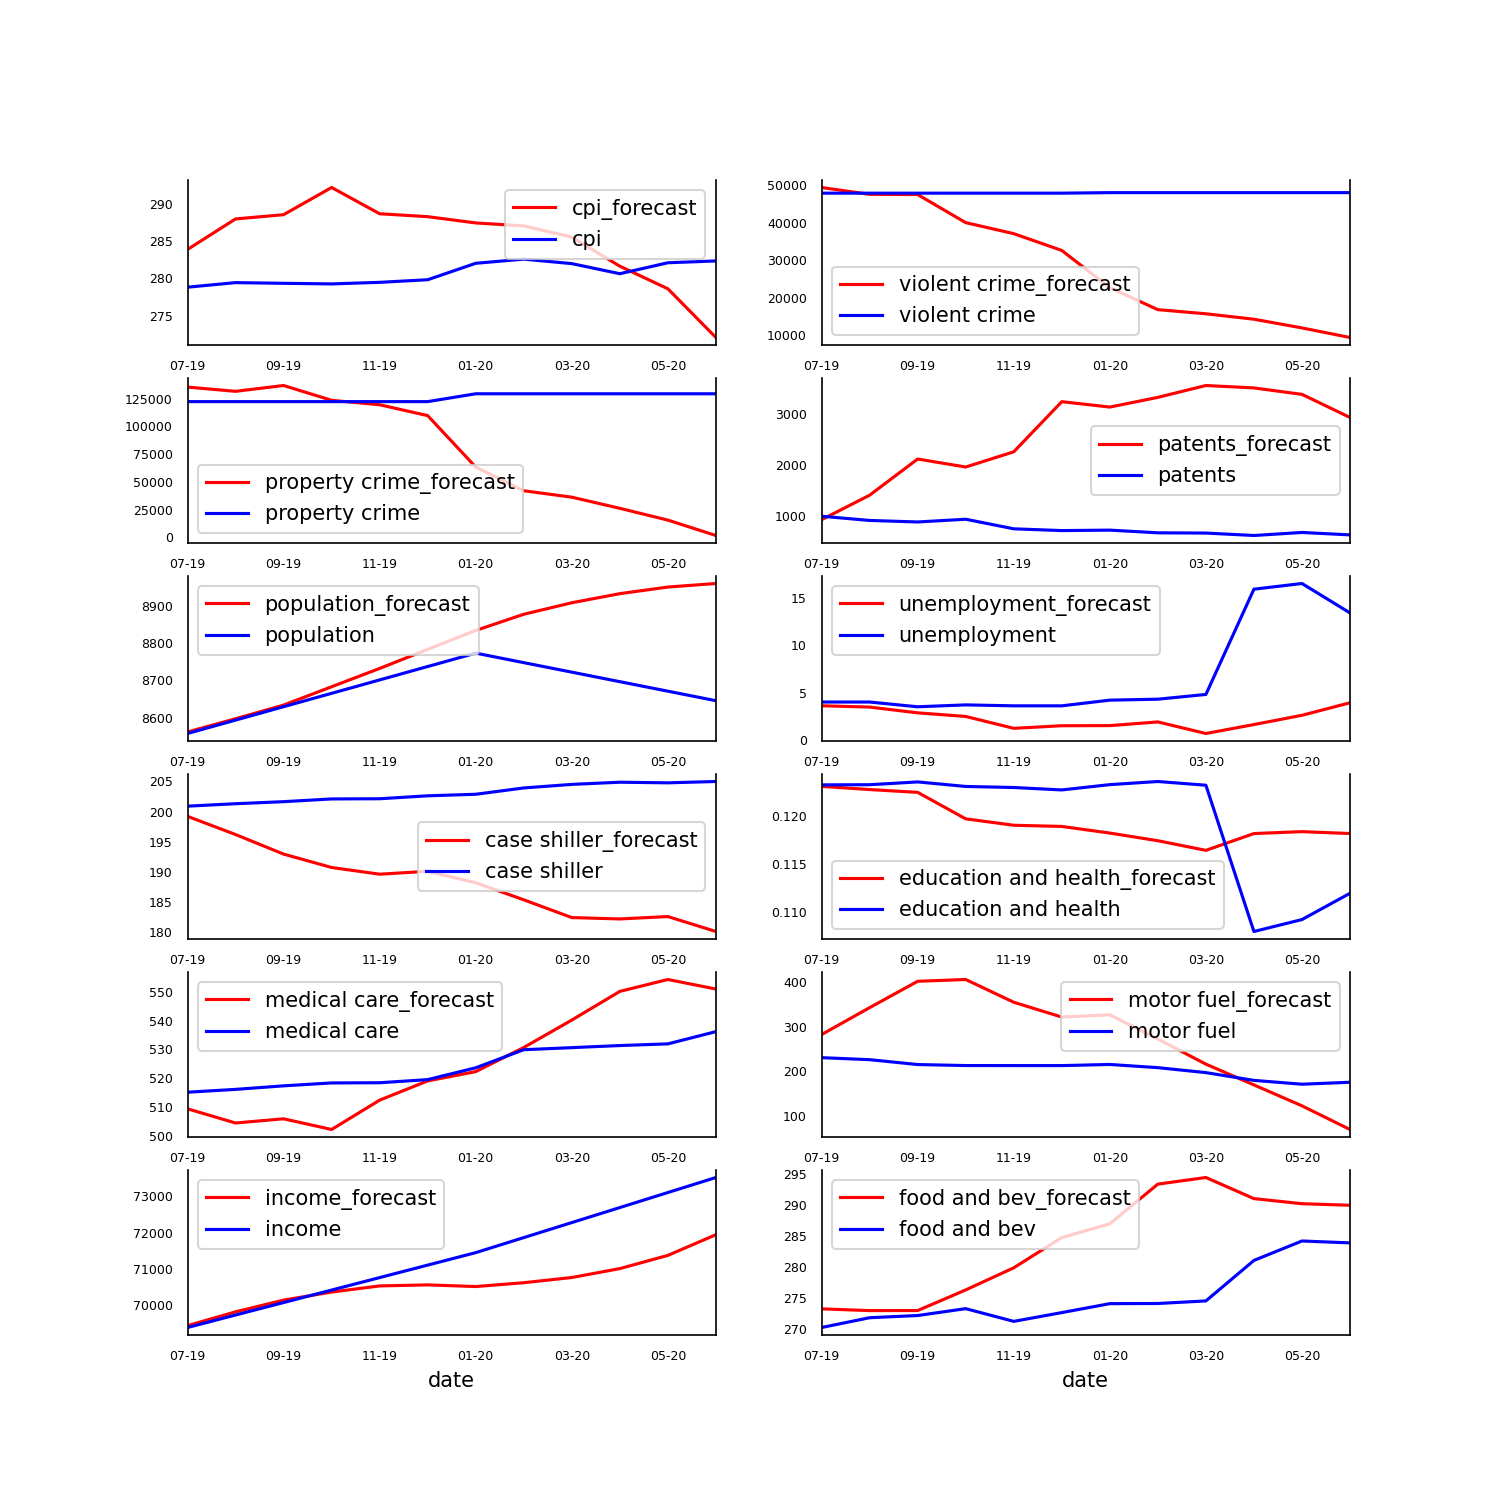 290
285
280
275
cpi_forecast
cpi
07-19 09-19 11-19 01-20 03-20 05-20
50000
40000
30000
20000
10000
violent crime_forecast
violent crime
07-19 09-19 11-19 01-20 03-20 05-20
125000
100000
75000
50000
25000
0
property crime_forecast
property crime
07-19 09-19 11-19 01-20 03-20 05-20
3000
2000
1000
patents_forecast
patents
07-19 09-19 11-19 01-20 03-20 05-20
8900
8800
8700
8600
population_forecast
population
07-19 09-19 11-19 01-20 03-20 05-20
15
10
5
0
unemployment_forecast
unemployment
07-19 09-19 11-19 01-20 03-20 05-20
205
200
195
190
185
180
case shiller_forecast
case shiller
07-19 09-19 11-19 01-20 03-20 05-20
0.120
0.115
0.110
education and health_forecast
education and health
07-19 09-19 11-19 01-20 03-20 05-20
550
540
530
520
510
500
medical care_forecast
medical care
07-19 09-19 11-19 01-20 03-20 05-20
400
300
200
100
motor fuel_forecast
motor fuel
07-19 09-19 11-19 01-20 03-20 05-20
73000
72000
71000
70000
income_forecast
income
07-19 09-19 11-19 01-20 03-20 05-20
date
295
290
285
280
275
270
food and bev_forecast
food and bev
07-19 09-19 11-19 01-20 03-20 05-20
date